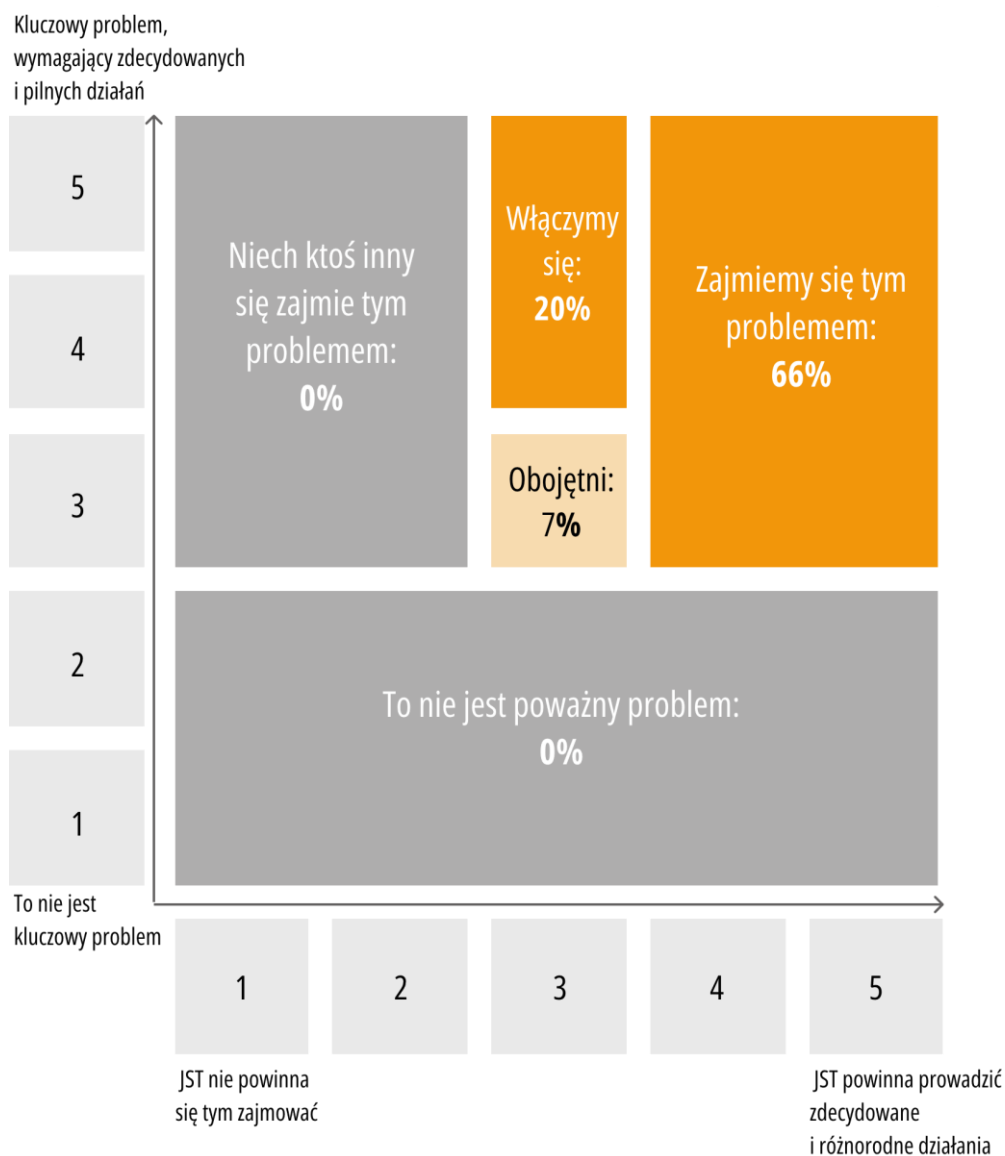 Kluczowy problem,
wymagający zdecydowanych
i pilnych działań
5
4
3
2
1
Niech ktoś inny
się zajmie tym
problemem:
0%
Włączymy
się:
20%
Zajmiemy się tym
problemem:
66%
Obojętni:
7%
To nie jest poważny problem:
0%
To nie jest
kluczowy problem
1
2
3
4
5
JST nie powinna
się tym zajmować
JST powinna prowadzić
zdecydowane
i różnorodne działania